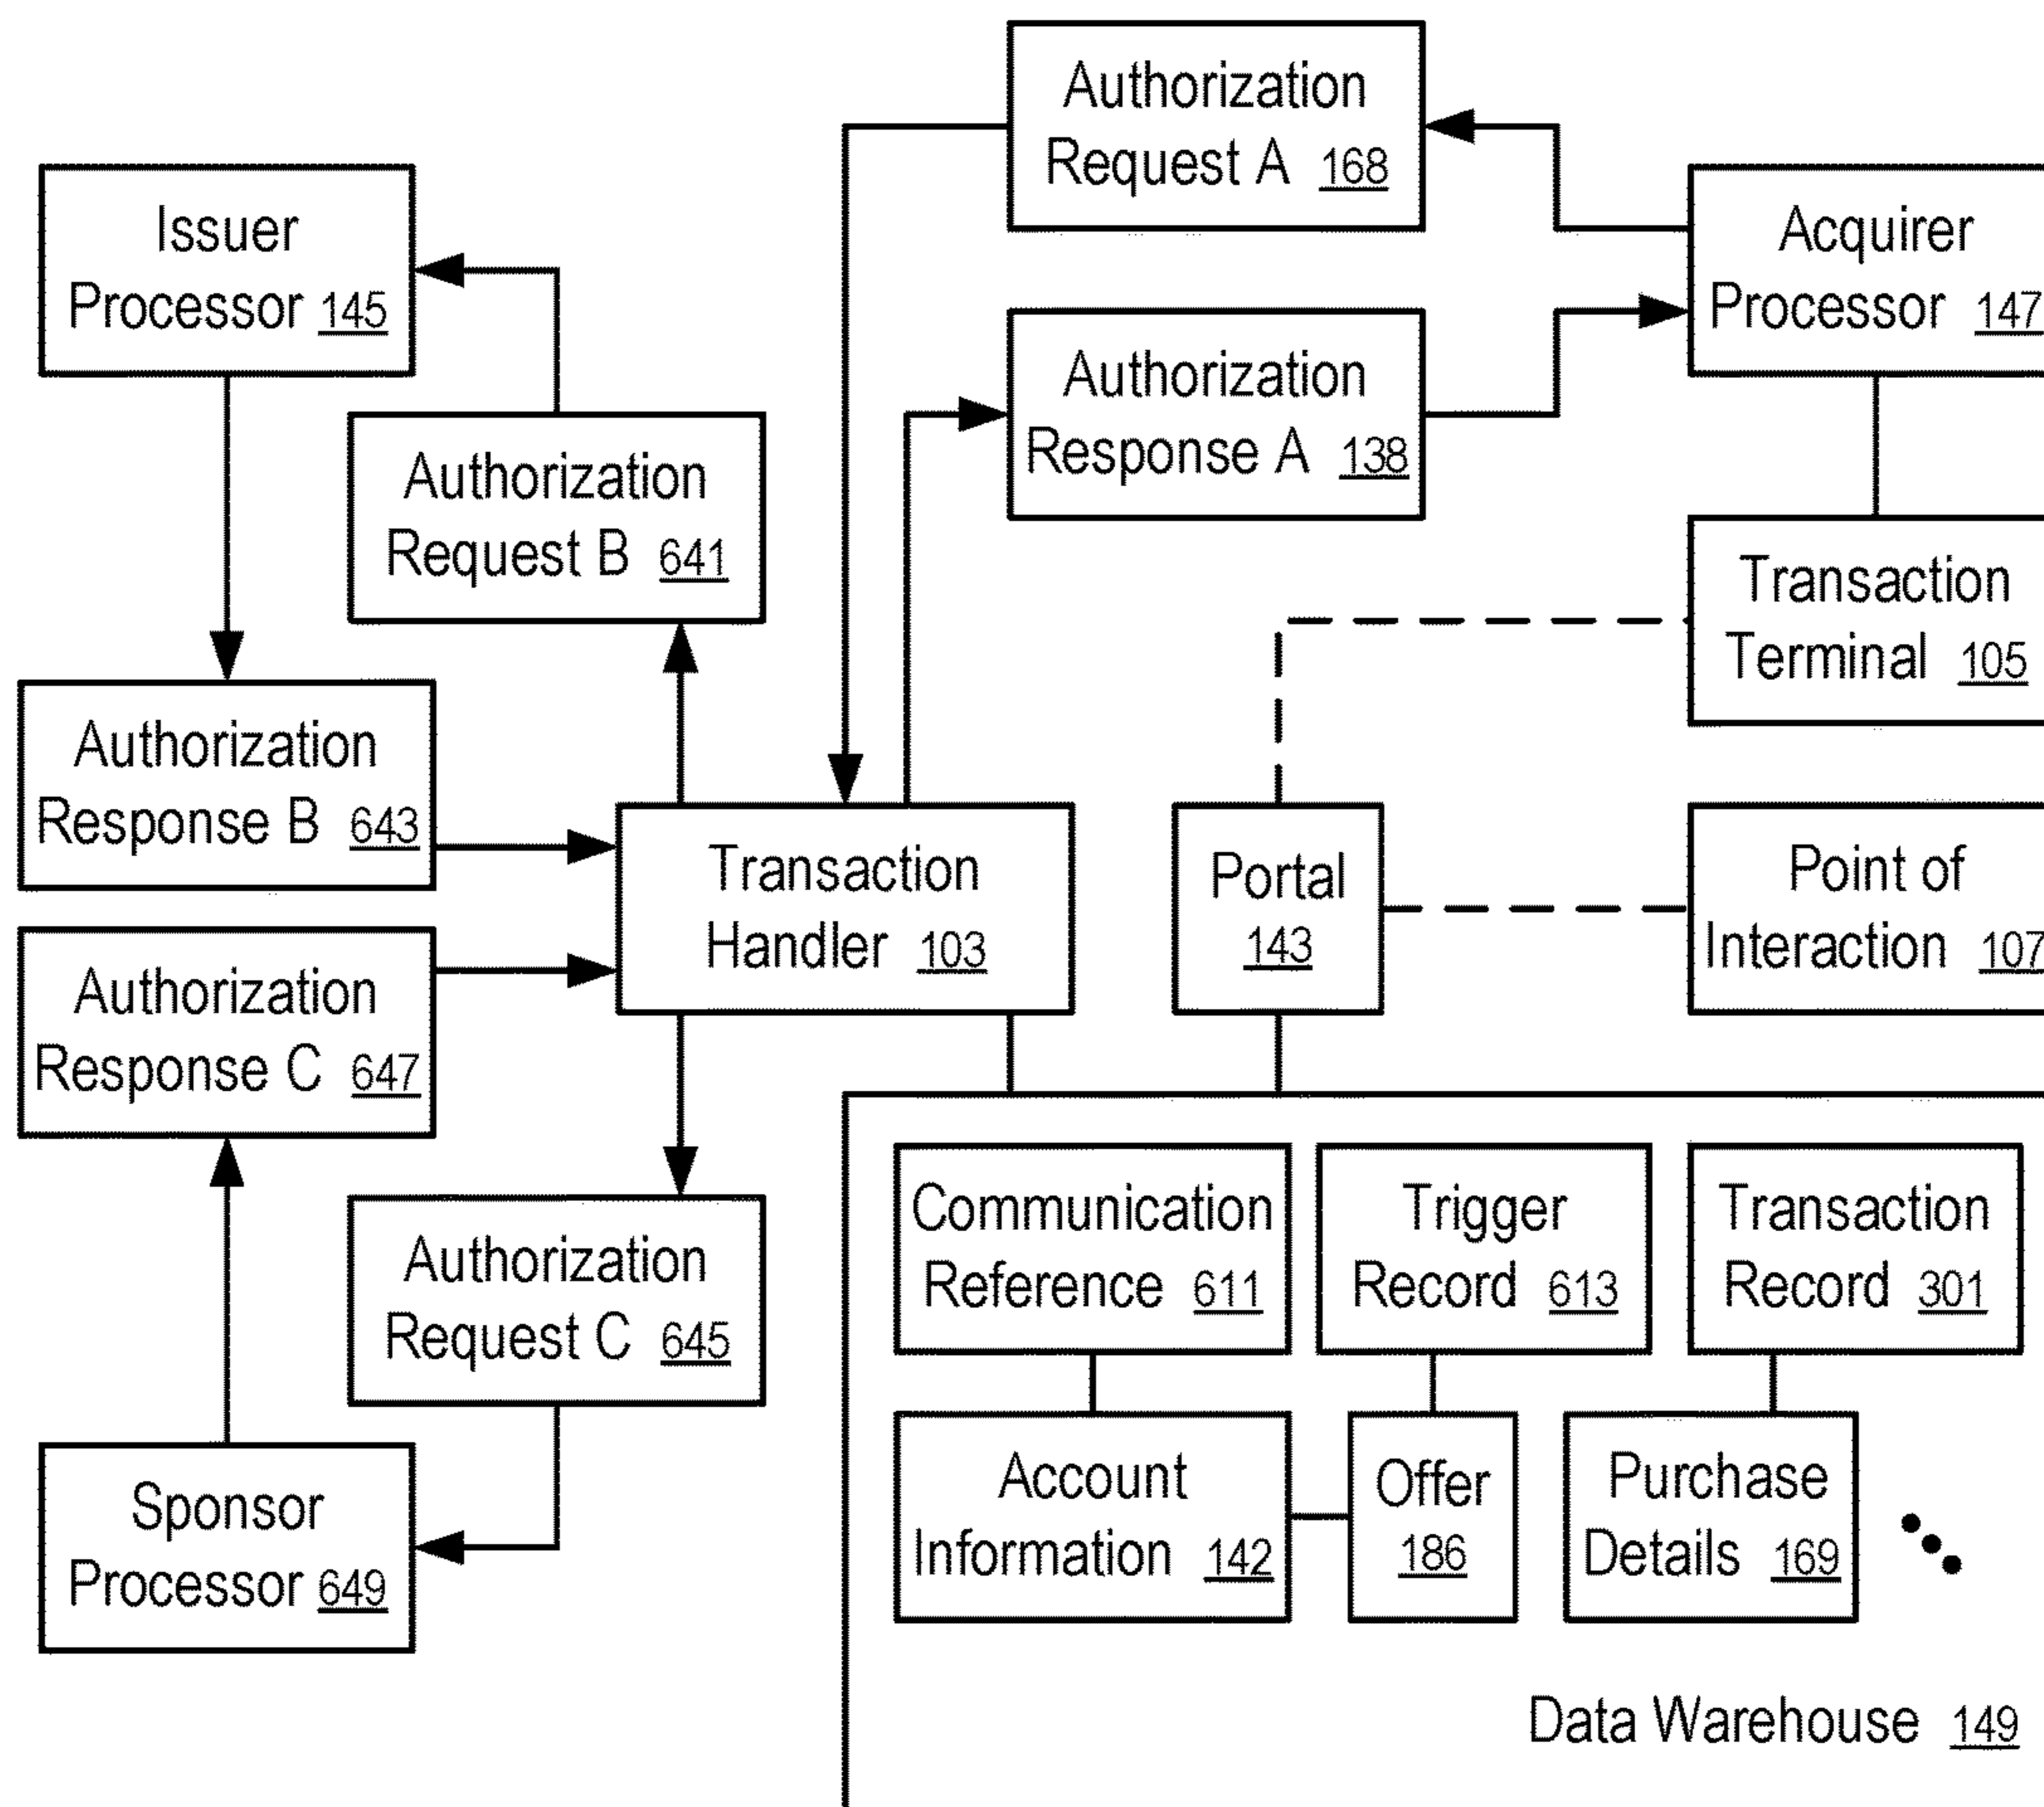 Authorization
Request A 168
Issuer
Processor 145
Acquirer
Processor 147
Authorization
Response A 138
Authorization
Request B 641
Transaction
Terminal 105
Authorization
Response B 643
Transaction
Handler 103
Portal
143
Point of
Interaction 107
Authorization
Response C 647
Communication
Reference 611
Trigger
Record 613
Transaction
Record 301
Authorization
Request C 645
Account
Information 142
Offer
186
Purchase
Details 169
Sponsor
Processor 649
Data Warehouse 149